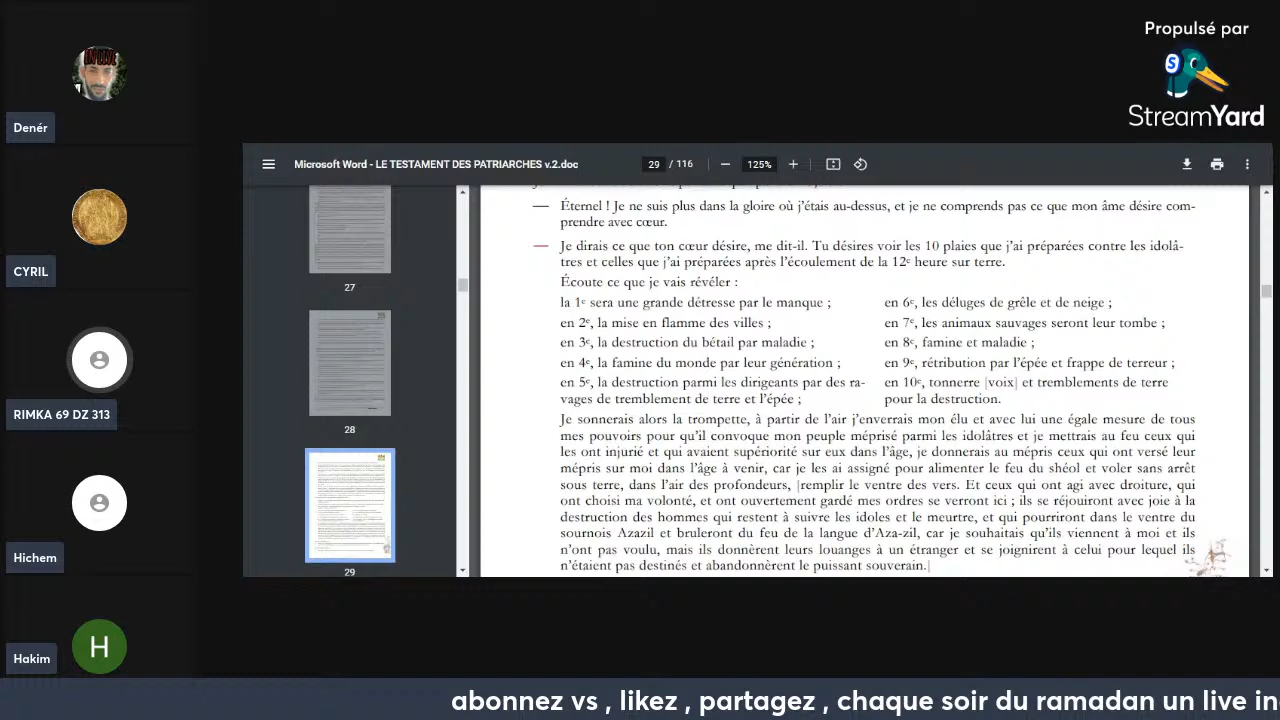 Propulsé par
StreamYard
EN LIVE
Denér
CYRIL
RIMKA 69 DZ 313
Hichem
H
Hakim
Microsoft Word - LE TESTAMENT DES PATRIARCHES v.2.doc
29 / 116
125%
27
28
29
— Éternel ! Je ne suis plus dans la gloire où j’étais au-dessus, et je ne comprends pas ce que mon âme désire com-
prendre avec cœur.
— Je dirais ce que ton cœur désire, me dit-il. Tu désires voir les 10 plaies que j’ai préparées contre les idolâ-
tres et celles que j’ai préparées après l’écoulement de la 12e heure sur terre.
Écoute ce que je vais révéler :
la 1e sera une grande détresse par le manque ;
en 2e, la mise en flamme des villes ;
en 3e, la destruction du bétail par maladie ;
en 4e, la famine du monde par leur génération ;
en 5e, la destruction parmi ses dirigeants par des ra-
vages de tremblement de terre et l’épée ;
en 6e, les déluges de grêle et de neige ;
en 7e, les animaux sauvages seront leur tombe ;
en 8e, famine et maladie ;
en 9e, rétribution par l’épée et frappe de terreur ;
en 10e, tonnerre [voix] et tremblements de terre
pour la destruction.
Je sonnerais alors la trompette, à partir de l’air j’enverrais mon élu et avec lui une égale mesure de tous
mes pouvoirs pour qu’il convoque mon peuple méprisé parmi les idolâtres et je mettrais au feu ceux qui
les ont injuriés et qui avaient l’autorité sur eux dans l’âge, je donnerais au mépris ceux qui ont versé leur
mépris sur moi dans l’âge futur. Je les ai assigné pour alimenter le feu du shéol et voler sans arrêt
sous terre, dans l’air des profondeurs, remplir le ventre des vers. Et ceux qui ont agi avec droiture, qui
ont choisi ma volonté, et ont ouvertement gardé mes ordres se verront ici. Ils se réjouiront avec joie à la
destruction des hommes qui auront suivis les idoles et le meurtre, et qui pourriront dans le ventre du
sournois Azazil et bruleront du feu de la langue d’Aza-zil, car je souhaitais qu’ils viennent à moi et ils
n’ont pas voulu, mais ils donnèrent leurs louanges à un étranger et se joignirent à celui pour lequel ils
n’étaient pas destinés et abandonnèrent le puissant souverain.
abonnez vs , likez , partagez , chaque soir du ramadan un live in